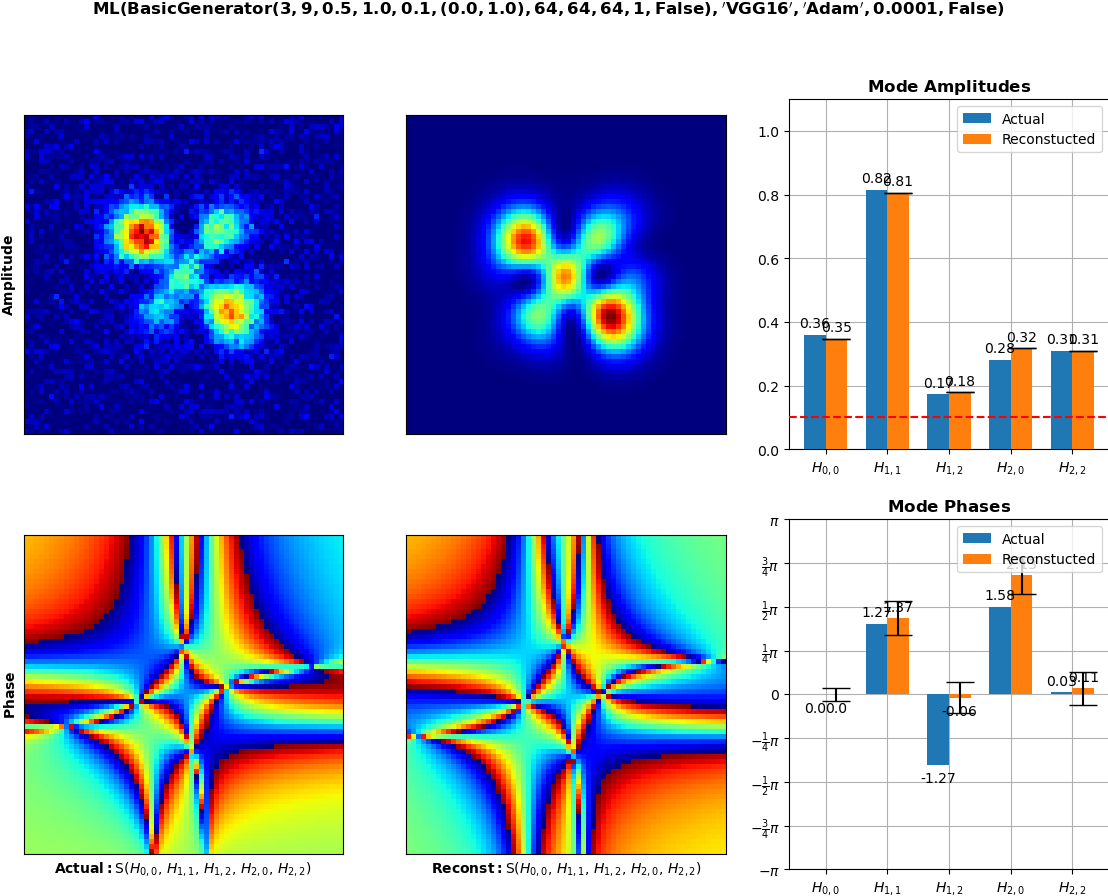 ML(BasicGenerator(3, 9, 0.5, 1.0, 0.1, (0.0, 1.0), 64, 64, 64, 1, False), ′VGG16′, ′Adam′, 0.0001, False)
Amplitude
Mode Amplitudes
Actual
Reconstucted
1.0
0.8
0.6
0.4
0.2
0.0
0.36
0.35
0.82
0.81
0.17
0.18
0.28
0.32
0.31
0.31
H0,0
H1,1
H1,2
H2,0
H2,2
Phase
Actual: S(H0,0, H1,1, H1,2, H2,0, H2,2)
Reconst: S(H0,0, H1,1, H1,2, H2,0, H2,2)
Mode Phases
Actual
Reconstucted
π
3/4π
1/2π
1/4π
0
−1/4π
−1/2π
−3/4π
−π
0.0
0.0
1.27
1.37
-1.27
-0.06
1.58
0.11
H0,0
H1,1
H1,2
H2,0
H2,2